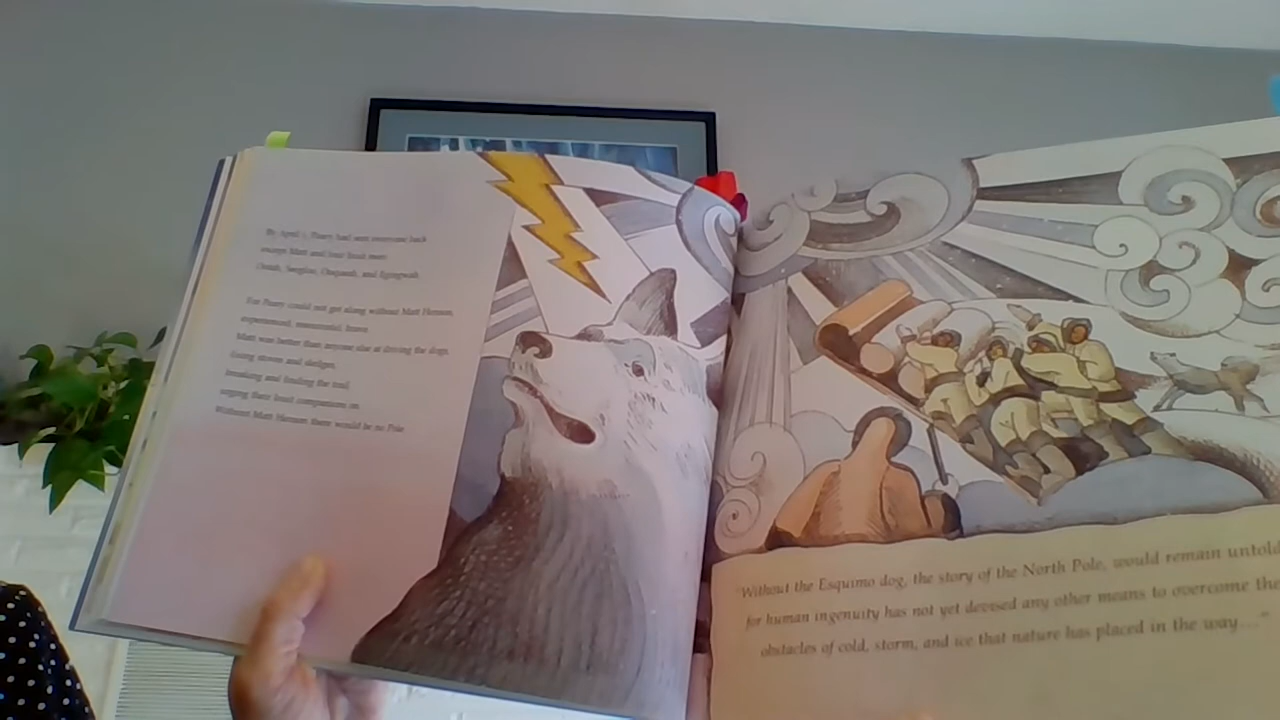 By April 1, Peary had sent everyone back
except Matt and four Inuit men:
Ootah, Seegloo, Ooqueah, and Egingwah.
For Peary could not get along without Matt Henson,
experienced, resourceful, brave.
Matt was better than anyone else at driving the dogs,
fixing stoves and sledges,
breaking and finding the trail,
urging their Inuit companions on.
Without Matt Henson there would be no Pole.
"Without the Esquimo dog, the story of the North Pole, would remain untold
for human ingenuity has not yet devised any other means to overcome the
obstacles of cold, storm, and ice that nature has placed in the way...."